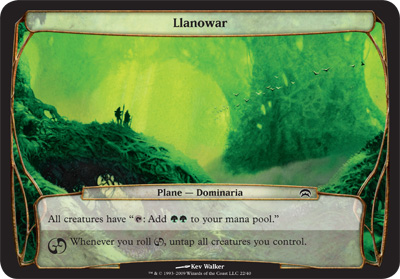 Llanowar
Plane — Dominaria
All creatures have “: Add to your mana pool.”
Whenever you roll , untap all creatures you control.
Kev Walker
™ & © 1993–2009 Wizards of the Coast LLC 22/40